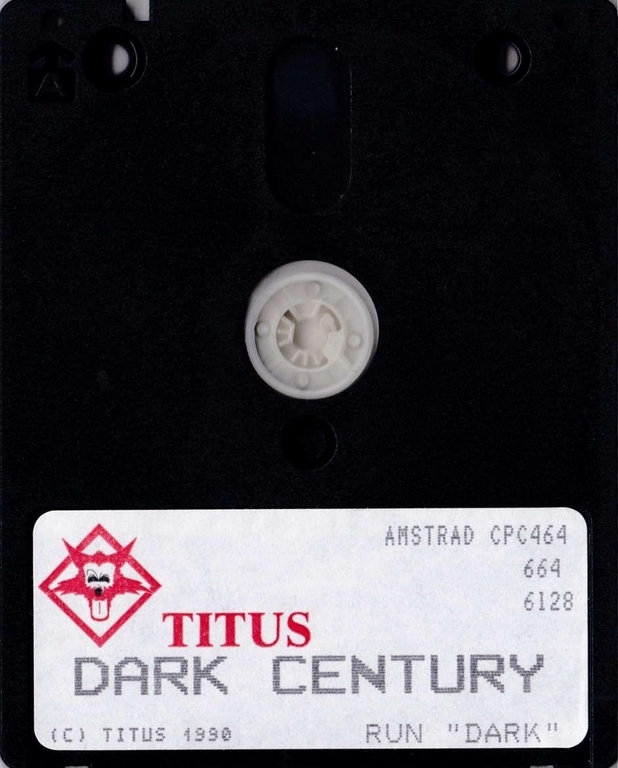 AMSTRAD CPC464
664
6128
TITUS
DARK CENTURY
(C) TITUS 1990
RUN "DARK"